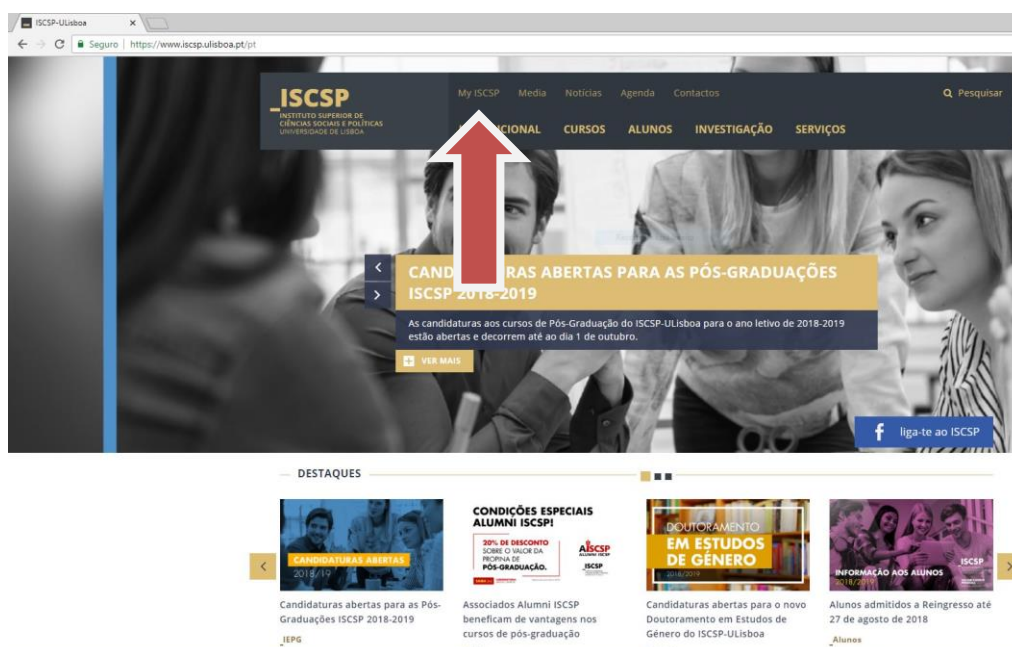 ISCSP-ULisboa
Seguro | https://www.iscsp.ulisboa.pt/pt
_ISCSP
INSTITUTO SUPERIOR DE
CIÊNCIAS SOCIAIS E POLÍTICAS
UNIVERSIDADE DE LISBOA
My ISCSP Media Notícias Agenda Contactos
Pesquisar
CURSOS ALUNOS INVESTIGAÇÃO SERVIÇOS
CAND RAS ABERTAS PARA AS PÓS-GRADUAÇÕES
ISCSP 2018-2019
As candidaturas aos cursos de Pós-Graduação do ISCSP-ULisboa para o ano letivo de 2018-2019
estão abertas e decorrem até ao dia 1 de outubro.
VER MAIS
liga-te ao ISCSP
DESTAQUES
CANDIDATURAS ABERTAS
2018/19
Candidaturas abertas para as Pós-
Graduações ISCSP 2018-2019
_IEPG
CONDIÇÕES ESPECIAIS
ALUMNI ISCSP!
20% DE DESCONTO
SOBRE O VALOR DA
PROPINA DE
PÓS-GRADUAÇÃO.
AISCSP
ALUMNI ISCSP
_ISCSP
Associados Alumni ISCSP
beneficam de vantagens nos
cursos de pós-graduação
DOUTORAMENTO
EM ESTUDOS
DE GÉNERO
2018/2019
Candidaturas abertas para o novo
Doutoramento em Estudos de
Género do ISCSP-ULisboa
ISCSP
INFORMAÇÃO AOS ALUNOS
2018/2019
Alunos admitidos a Reingresso até
27 de agosto de 2018
_Alunos